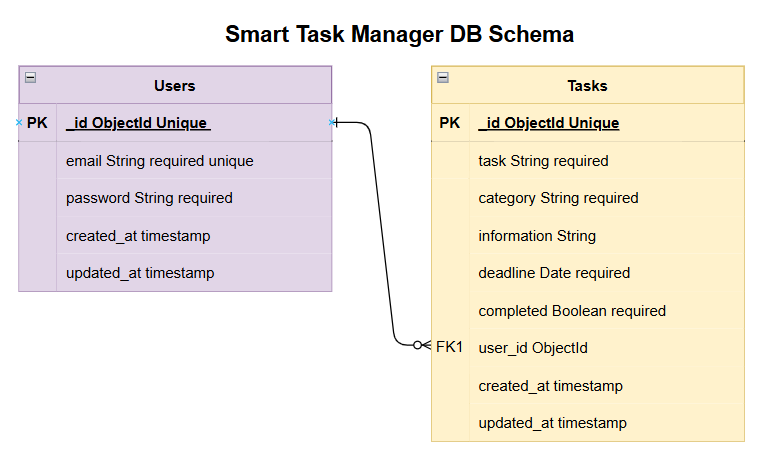 Smart Task Manager DB Schema
Users
PK _id ObjectId Unique
email String required unique
password String required
created_at timestamp
updated_at timestamp
Tasks
PK _id ObjectId Unique
task String required
category String required
information String
deadline Date required
completed Boolean required
FK1 user_id ObjectId
created_at timestamp
updated_at timestamp